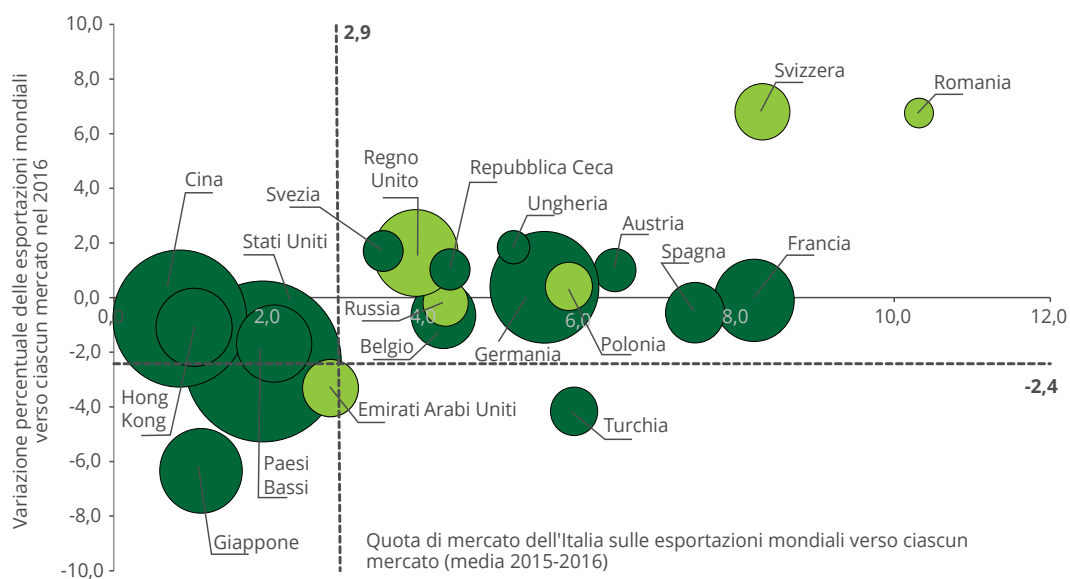 Variazione percentuale delle esportazioni mondiali
verso ciascun mercato nel 2016
10,0
8,0
6,0
4,0
2,0
0,0
-2,0
-4,0
-6,0
-8,0
-10,0
2,9
Svizzera
Romania
Cina
Svezia
Regno
Unito
Repubblica Ceca
Ungheria
Austria
Spagna
Francia
Stati Uniti
0,0
2,0
4,0
6,0
8,0
10,0
12,0
Russia
Belgio
Germania
Polonia
-2,4
Hong
Kong
Emirati Arabi Uniti
Turchia
Paesi
Bassi
Giappone
Quota di mercato dell'Italia sulle esportazioni mondiali verso ciascun
mercato (media 2015-2016)